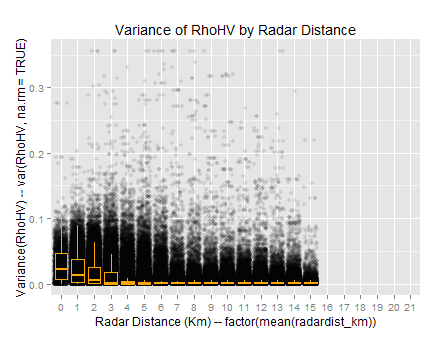 Variance of RhoHV by Radar Distance
Variance(RhoHV) -- var(RhoHV, na.rm = TRUE)
0.3
0.2
0.1
0.0
0 1 2 3 4 5 6 7 8 9 10 11 12 13 14 15 16 17 18 19 20 21
Radar Distance (Km) -- factor(mean(radardist_km))